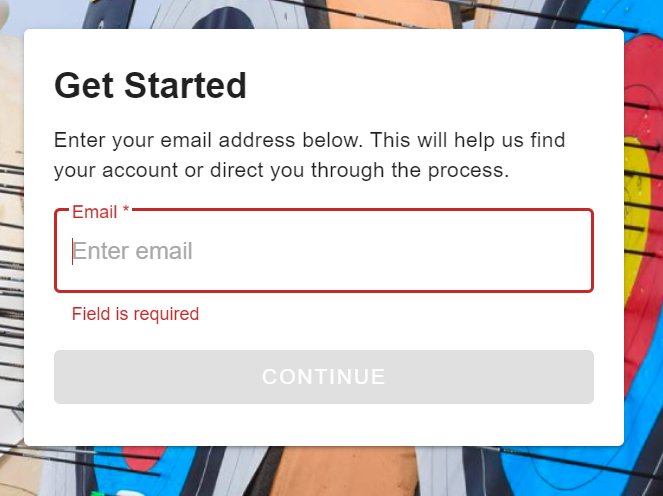 Get Started
Enter your email address below. This will help us find
your account or direct you through the process.
Email *
Enter email
Field is required
CONTINUE